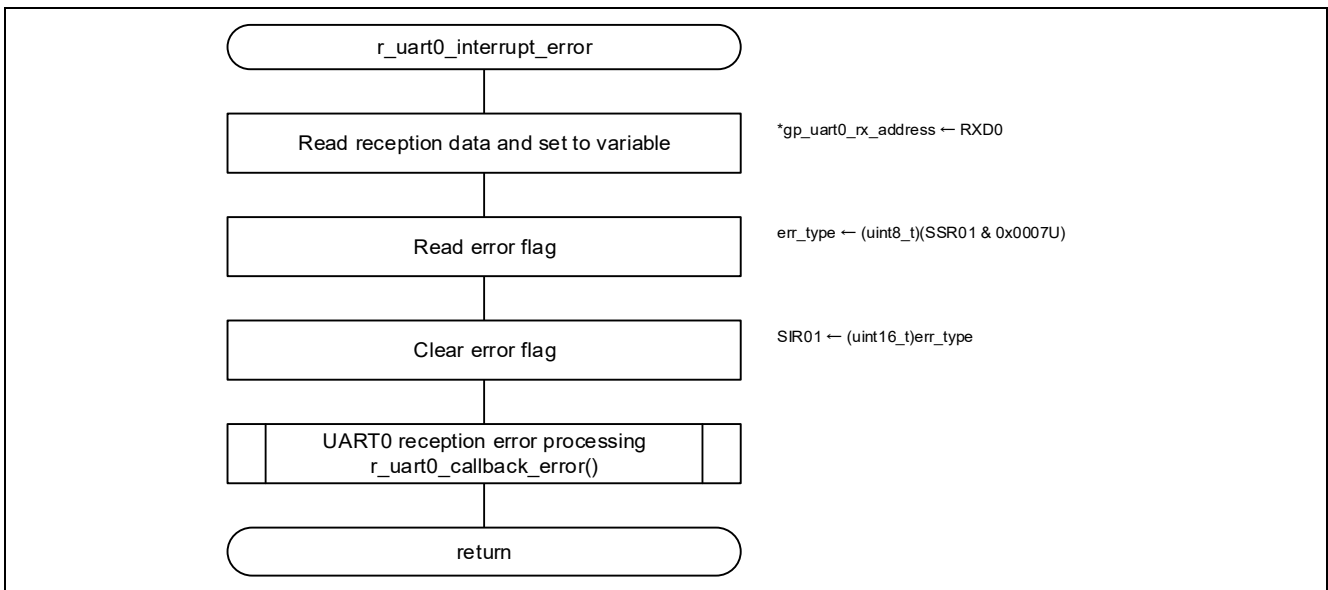 r_uart0_interrupt_error
Read reception data and set to variable
*gp_uart0_rx_address ← RXD0
Read error flag
err_type ← (uint8_t)(SSR01 & 0x0007U)
Clear error flag
SIR01 ← (uint16_t)err_type
UART0 reception error processing
r_uart0_callback_error()
return